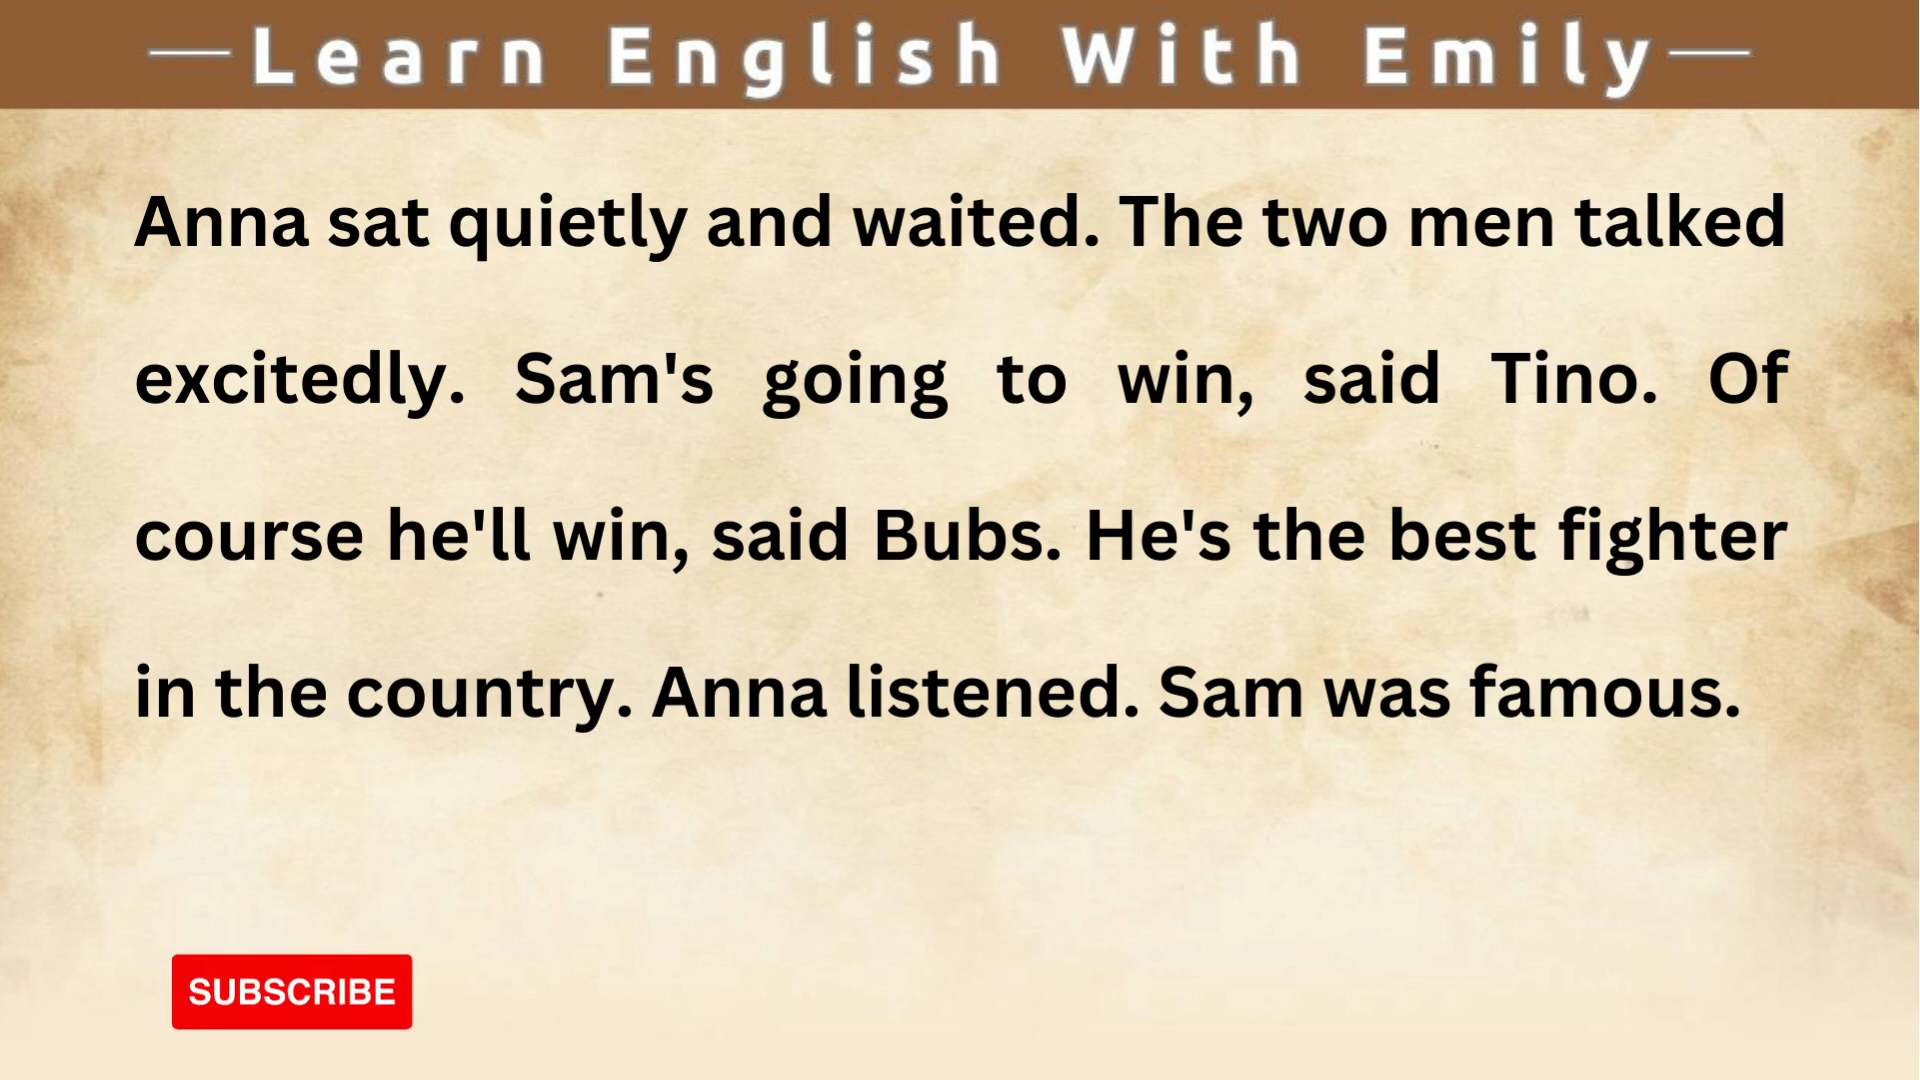 Learn English With Emily
Anna sat quietly and waited. The two men talked
excitedly. Sam's going to win, said Tino. Of
course he'll win, said Bubs. He's the best fighter
in the country. Anna listened. Sam was famous.
SUBSCRIBE